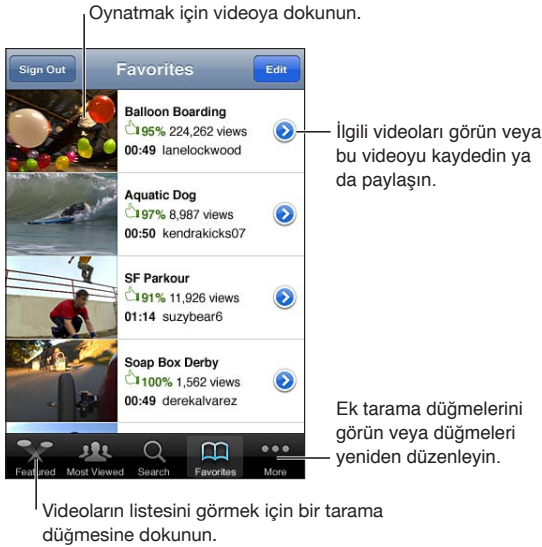 Oynatmak için videoya dokunun.
Sign Out
Favorites
Edit
Balloon Boarding
95% 224,262 views
00:49 lanelockwood
İlgili videoları görün veya
bu videoyu kaydedin ya
da paylaşın.
Aquatic Dog
97% 8,987 views
00:50 kendrakicks07
SF Parkour
91% 11,926 views
01:14 suzybear6
Soap Box Derby
100% 1,562 views
00:49 derekalvarez
Ek tarama düğmelerini
görün veya düğmeleri
yeniden düzenleyin.
Featured
Most Viewed
Search
Favorites
More
Videoların listesini görmek için bir tarama
düğmesine dokunun.